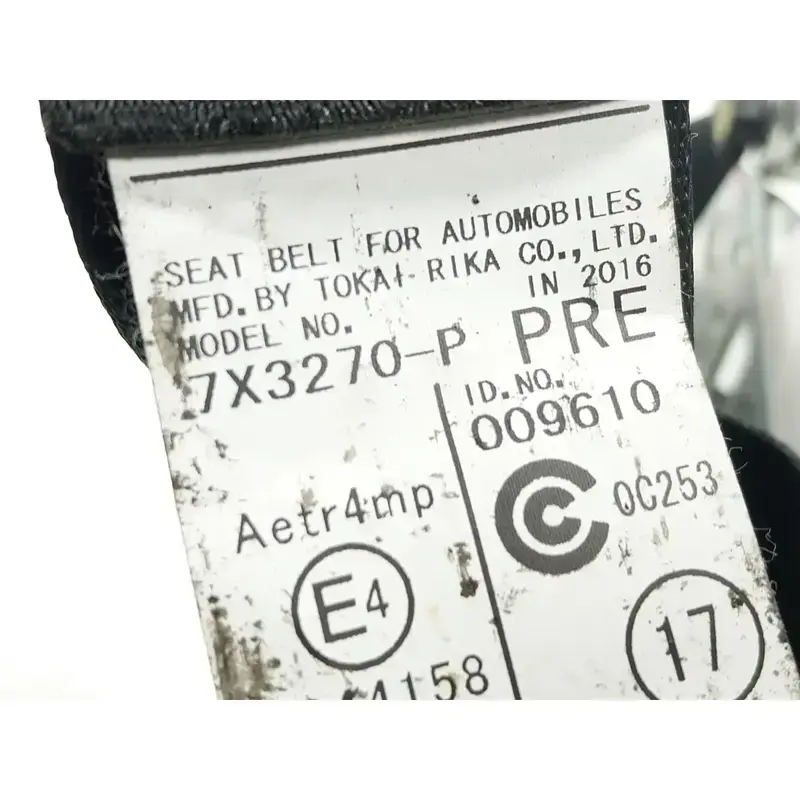 SEAT BELT FOR AUTOMOBILES
MFD. BY TOKAI-RIKA CO., LTD.
IN 2016
MODEL NO.
7X3270-P PRE
ID. NO.
009610
0C253
Aetr4mp
E4
17
4158